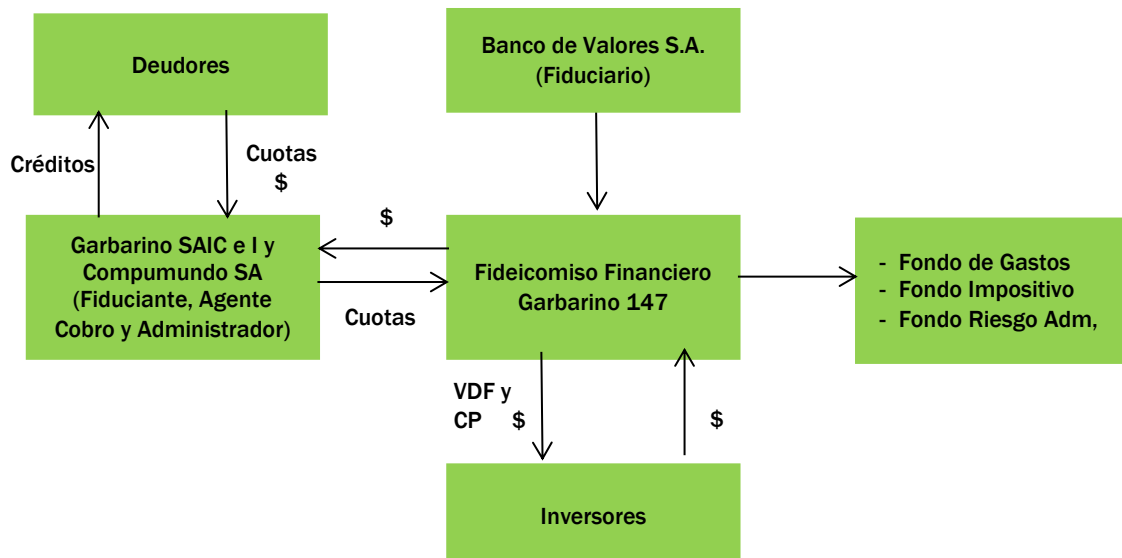 Deudores
Banco de Valores S.A.
(Fiduciario)
Créditos
Cuotas
$
Garbarino SAIC e I y
Compumundo SA
(Fiduciante, Agente
Cobro y Administrador)
$
Cuotas
Fideicomiso Financiero
Garbarino 147
- Fondo de Gastos
- Fondo Impositivo
- Fondo Riesgo Adm,
VDF y
CP $
$
Inversores